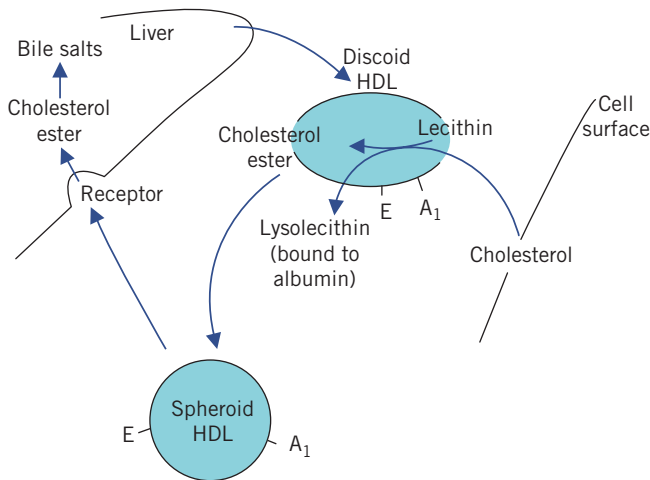 Liver
Bile salts
Discoid
HDL
Cholesterol
ester
Cholesterol
ester
Lecithin
Cell
surface
Receptor
E
A1
Lysolecithin
(bound to
albumin)
Cholesterol
Spheroid
HDL
E
A1